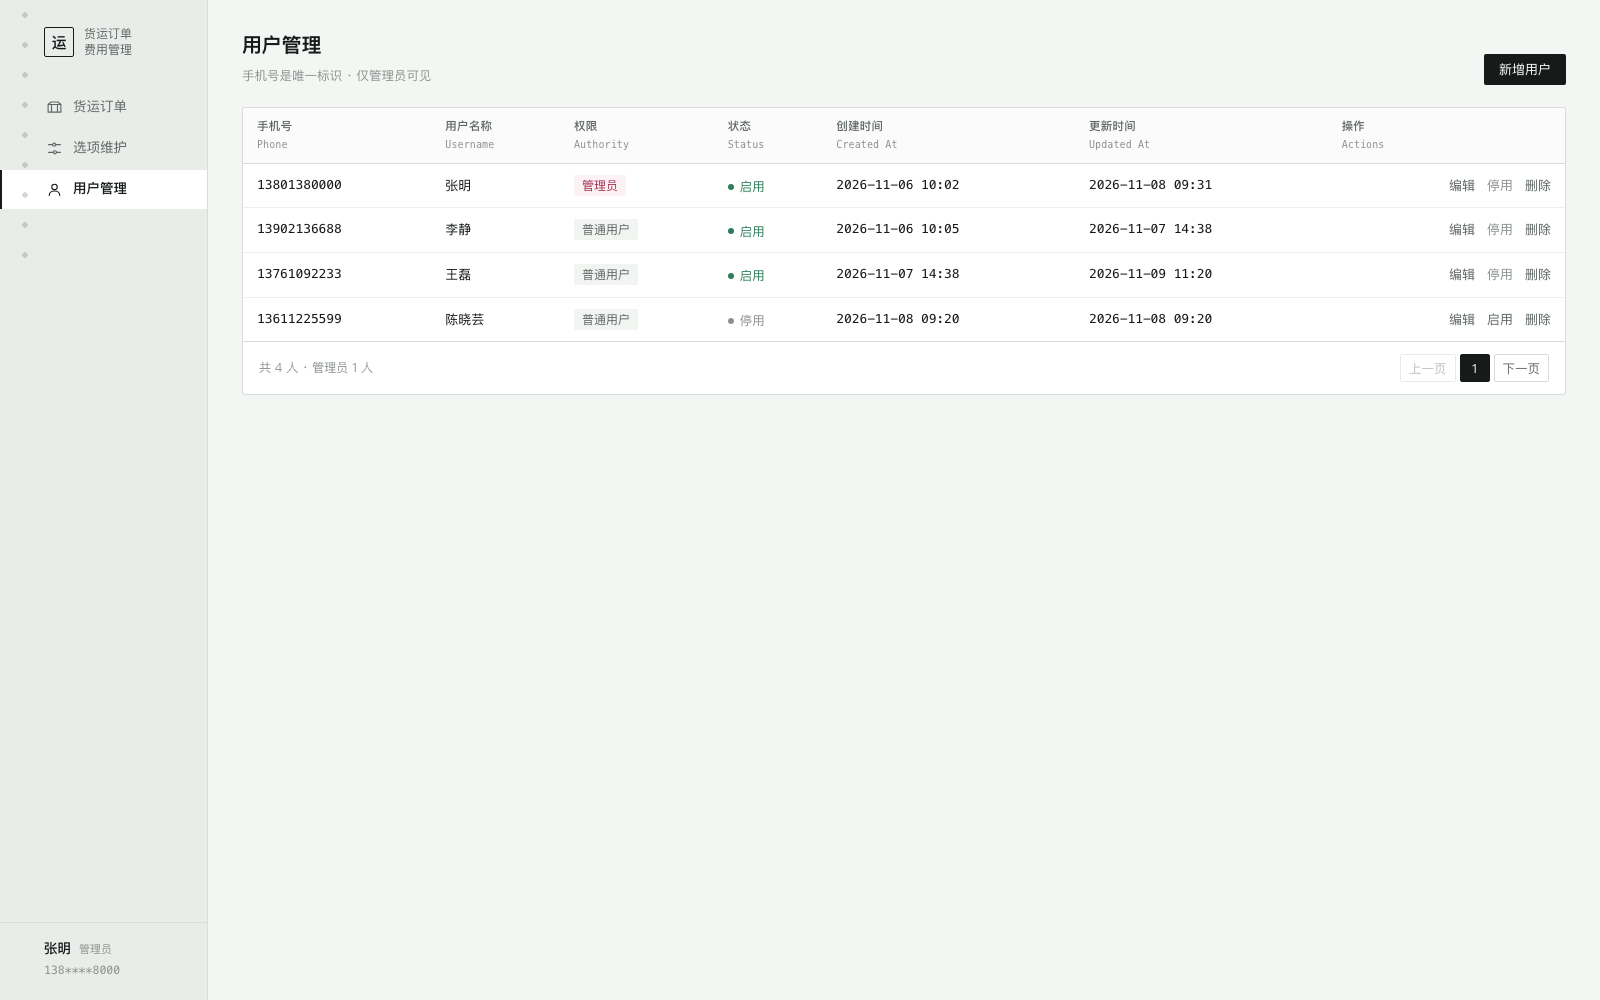 运
货运订单
费用管理
货运订单
选项维护
用户管理
张明 管理员
138****8000
用户管理
手机号是唯一标识 · 仅管理员可见
新增用户
手机号 用户名称 权限 状态 创建时间 更新时间 操作
Phone Username Authority Status Created At Updated At Actions
13801380000 张明 管理员 启用 2026-11-06 10:02 2026-11-08 09:31 编辑 停用 删除
13902136688 李静 普通用户 启用 2026-11-06 10:05 2026-11-07 14:38 编辑 停用 删除
13761092233 王磊 普通用户 启用 2026-11-07 14:38 2026-11-09 11:20 编辑 停用 删除
13611225599 陈晓芸 普通用户 停用 2026-11-08 09:20 2026-11-08 09:20 编辑 启用 删除
共 4 人 · 管理员 1 人
上一页 1 下一页